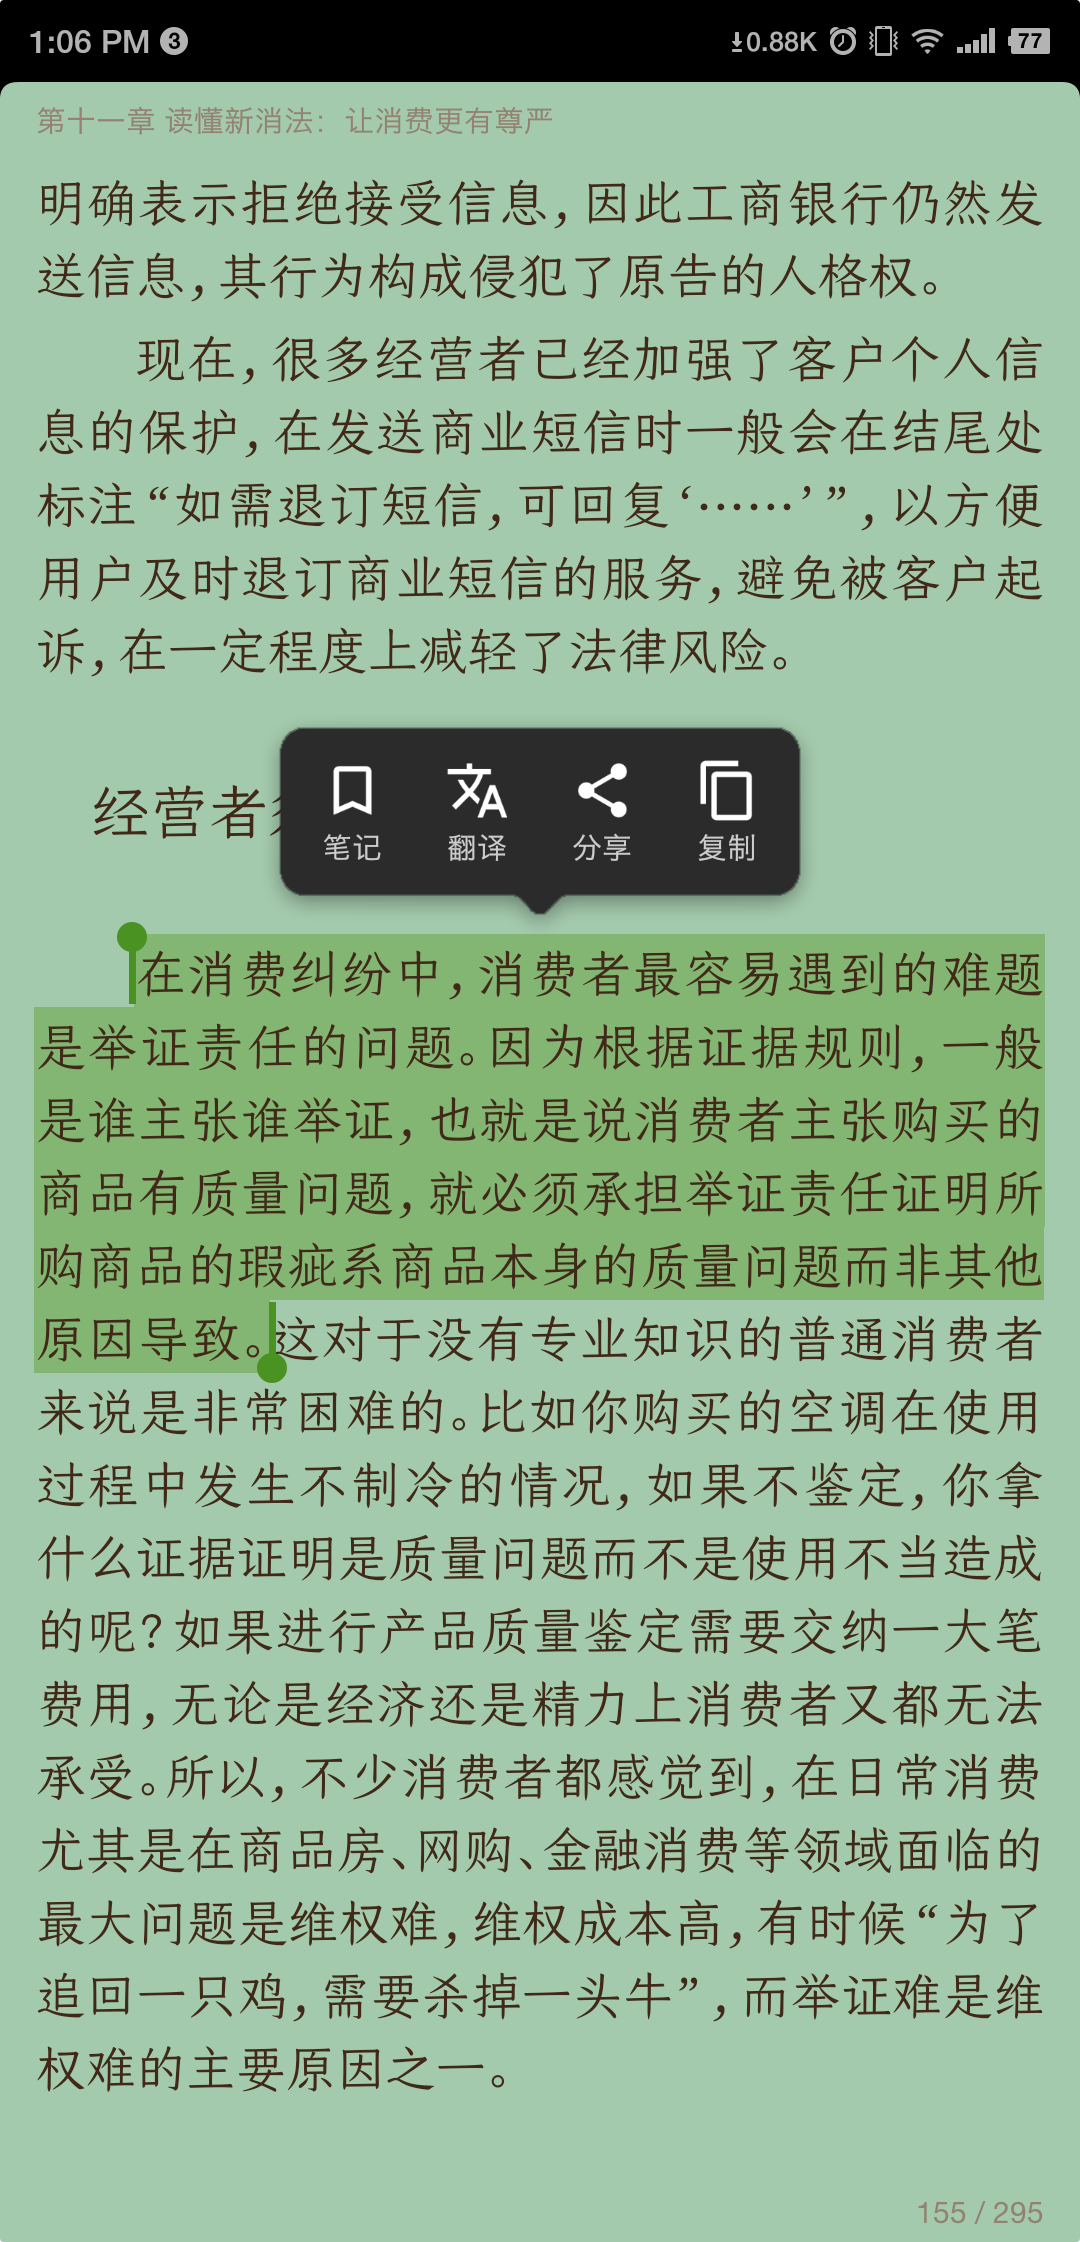 1:06 PM 3
0.88K 77
第十一章 读懂新消法：让消费更有尊严
明确表示拒绝接受信息，因此工商银行仍然发
送信息，其行为构成侵犯了原告的人格权。
现在，很多经营者已经加强了客户个人信
息的保护，在发送商业短信时一般会在结尾处
标注“如需退订短信，可回复‘……’”，以方便
用户及时退订商业短信的服务，避免被客户起
诉，在一定程度上减轻了法律风险。
笔记 翻译 分享 复制
经营者
在消费纠纷中，消费者最容易遇到的难题
是举证责任的问题。因为根据证据规则，一般
是谁主张谁举证，也就是说消费者主张购买的
商品有质量问题，就必须承担举证责任证明所
购商品的瑕疵系商品本身的质量问题而非其他
原因导致。这对于没有专业知识的普通消费者
来说是非常困难的。比如你购买的空调在使用
过程中发生不制冷的情况，如果不鉴定，你拿
什么证据证明是质量问题而不是使用不当造成
的呢？如果进行产品质量鉴定需要交纳一大笔
费用，无论是经济还是精力上消费者又都无法
承受。所以，不少消费者都感觉到，在日常消费
尤其是在商品房、网购、金融消费等领域面临的
最大问题是维权难，维权成本高，有时候“为了
追回一只鸡，需要杀掉一头牛”，而举证难是维
权难的主要原因之一。
155 / 295